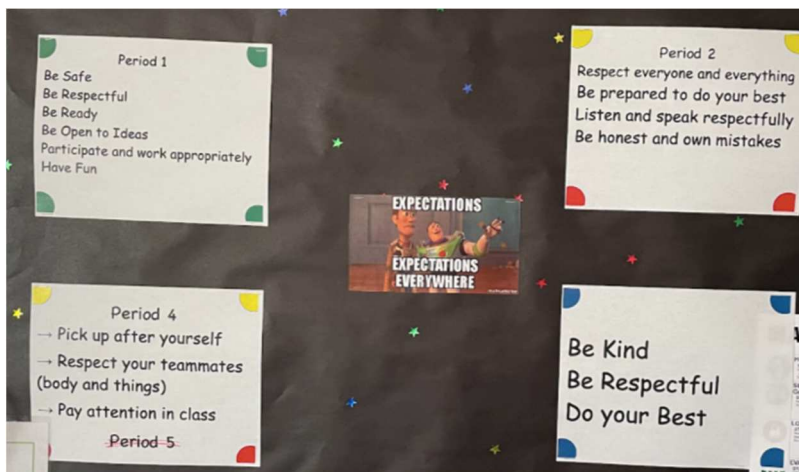 Period 1
Be Safe
Be Respectful
Be Ready
Be Open to Ideas
Participate and work appropriately
Have Fun
Period 2
Respect everyone and everything
Be prepared to do your best
Listen and speak respectfully
Be honest and own mistakes
EXPECTATIONS
EXPECTATIONS
EVERYWHERE
Period 4
→ Pick up after yourself
→ Respect your teammates
(body and things)
→ Pay attention in class
Period 5
Be Kind
Be Respectful
Do your Best